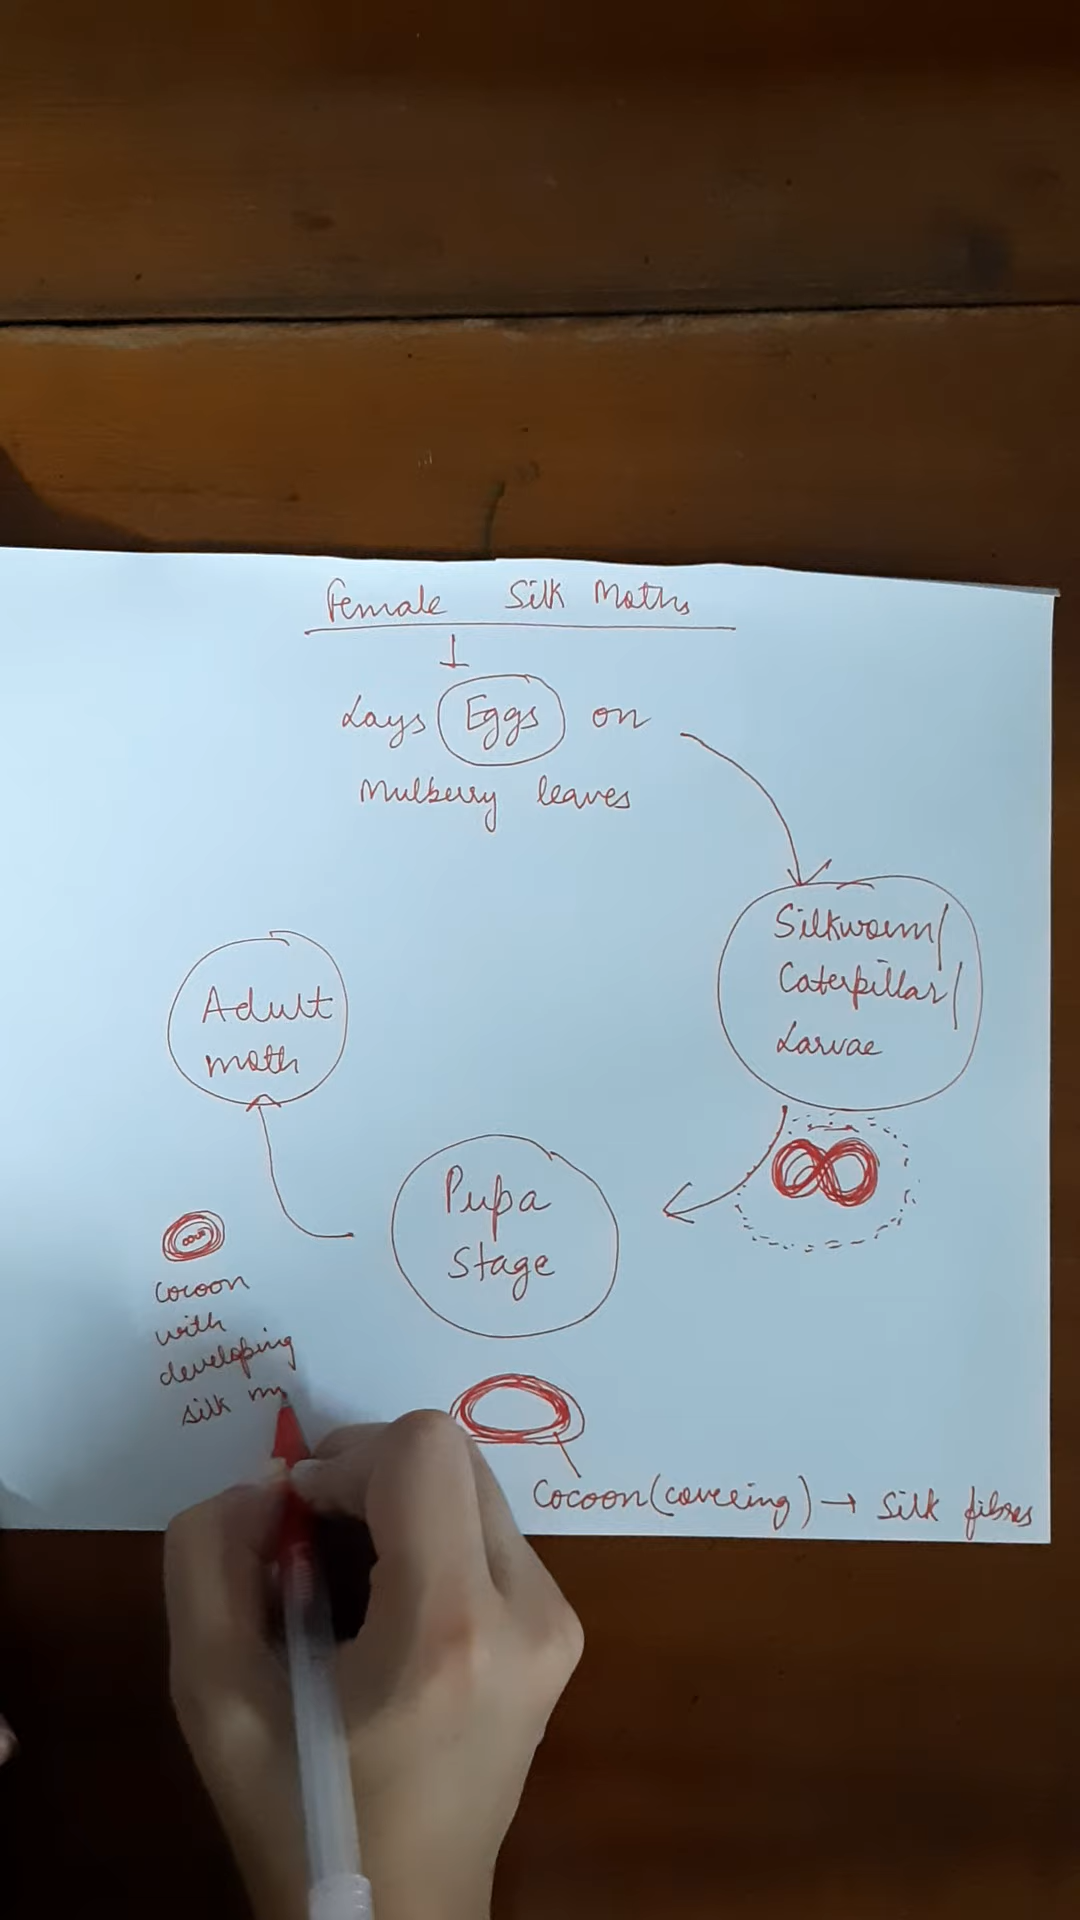 Female Silk Moths
Lays Eggs on
Mulberry leaves
Silkworm/
Caterpillar/
Larvae
Adult
moth
Pupa
Stage
Cocoon
with
developing
silk m
Cocoon (covering) → Silk fibres